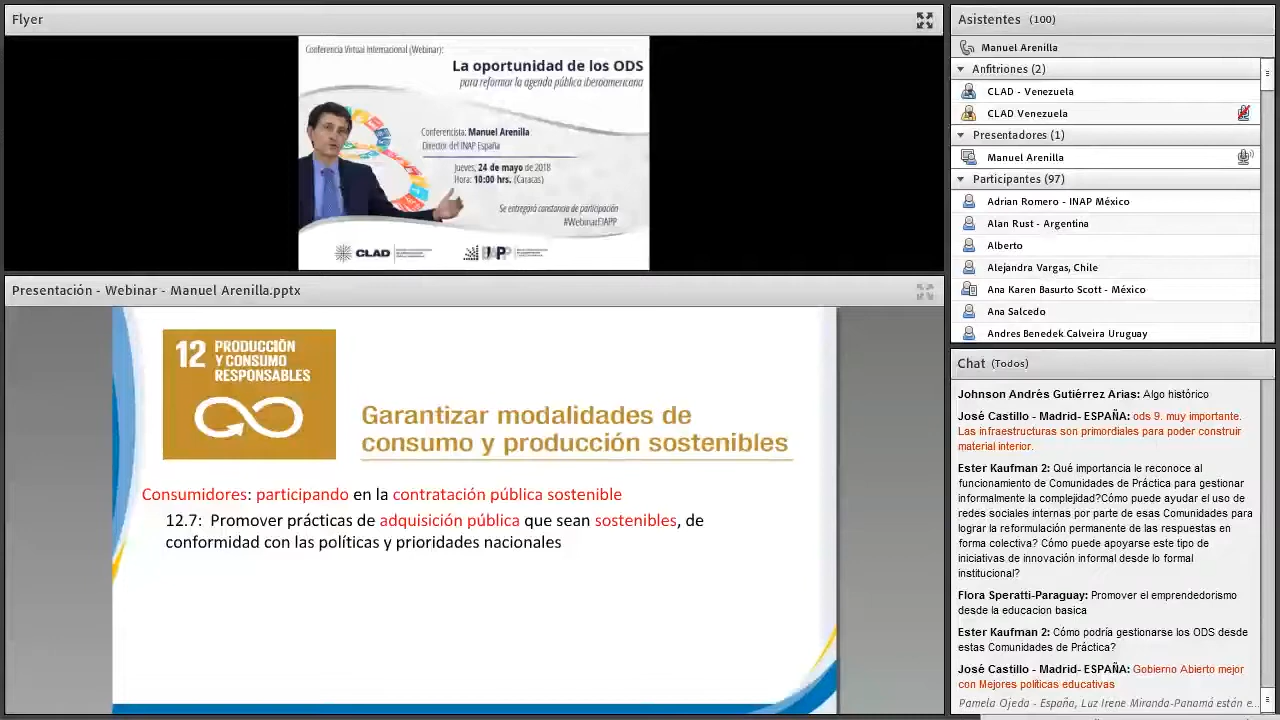 Flyer
Conferencia Virtual Internacional (Webinar):
La oportunidad de los ODS
para reformar la agenda pública iberoamericana
Conferencista: Manuel Arenilla
Director del INAP España
Jueves, 24 de mayo de 2018
Hora: 10:00 hrs. (Caracas)
Se entregará constancia de participación
#WebinarEIAPP
CLAD
Presentación - Webinar - Manuel Arenilla.pptx
12 PRODUCCIÓN
Y CONSUMO
RESPONSABLES
Garantizar modalidades de
consumo y producción sostenibles
Consumidores: participando en la contratación pública sostenible
12.7: Promover prácticas de adquisición pública que sean sostenibles, de
conformidad con las políticas y prioridades nacionales
Asistentes (100)
Manuel Arenilla
Anfitriones (2)
CLAD - Venezuela
CLAD Venezuela
Presentadores (1)
Manuel Arenilla
Participantes (97)
Adriana Plasencia - INAP México
Aitor Ruiz - Argentina
Alberto
Alejandra Vargas, Chile
Ana Karen Basurto Scott - México
Ana Salcedo
Andres Benedek Calveira Uruguay
Chat (Todos)
Johnson Andrés Gutiérrez Arias: Algo histórico
José Castillo - Madrid- ESPAÑA: ods 9. muy importante.
Las infraestructuras son primordiales para poder construir
material interior.
Ester Kaufman 2: Qué importancia le reconoce al
funcionamiento de Comunidades de Práctica para gestionar
informalmente la complejidad?Cómo puede ayudar el uso de
redes sociales internas por parte de esas Comunidades para
lograr la reformulación permanente de las respuestas en
forma colectiva? Cómo puede apoyarse este tipo de
iniciativas de innovación informal desde lo formal
institucional?
Flora Speratti-Paraguay: Promover el emprendedorismo
desde la educacion basica
Ester Kaufman 2: Cómo podría gestionarse los ODS desde
estas Comunidades de Práctica?
José Castillo - Madrid- ESPAÑA: Gobierno Abierto mejor
con Mejores políticas educativas
Pamela Ojeda - España, Luz Irene Miranda-Panamá están e...